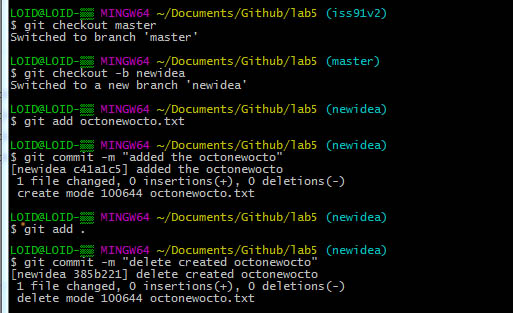 LOID@LOID-▒▒ MINGW64 ~/Documents/Github/lab5 (iss91v2)
$ git checkout master
Switched to branch 'master'
LOID@LOID-▒▒ MINGW64 ~/Documents/Github/lab5 (master)
$ git checkout -b newidea
Switched to a new branch 'newidea'
LOID@LOID-▒▒ MINGW64 ~/Documents/Github/lab5 (newidea)
$ git add octonewocto.txt
LOID@LOID-▒▒ MINGW64 ~/Documents/Github/lab5 (newidea)
$ git commit -m "added the octonewocto"
[newidea c41a1c5] added the octonewocto
1 file changed, 0 insertions(+), 0 deletions(-)
create mode 100644 octonewocto.txt
LOID@LOID-▒▒ MINGW64 ~/Documents/Github/lab5 (newidea)
$ git add .
LOID@LOID-▒▒ MINGW64 ~/Documents/Github/lab5 (newidea)
$ git commit -m "delete created octonewocto"
[newidea 385b221] delete created octonewocto
1 file changed, 0 insertions(+), 0 deletions(-)
delete mode 100644 octonewocto.txt